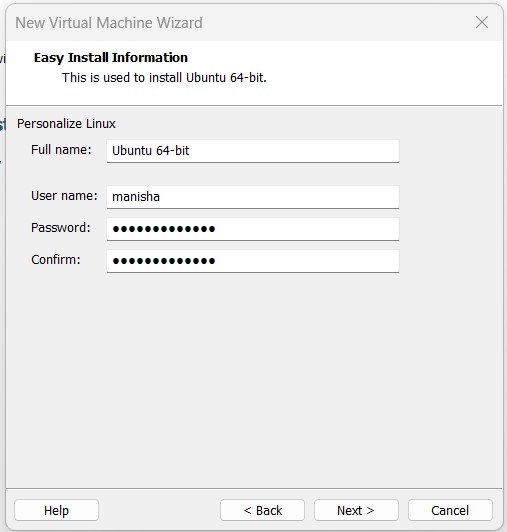 New Virtual Machine Wizard
Easy Install Information
This is used to install Ubuntu 64-bit.
Personalize Linux
Full name: Ubuntu 64-bit
User name: manisha
Password: ●●●●●●●●●●●●●
Confirm: ●●●●●●●●●●●●●
Help < Back Next > Cancel